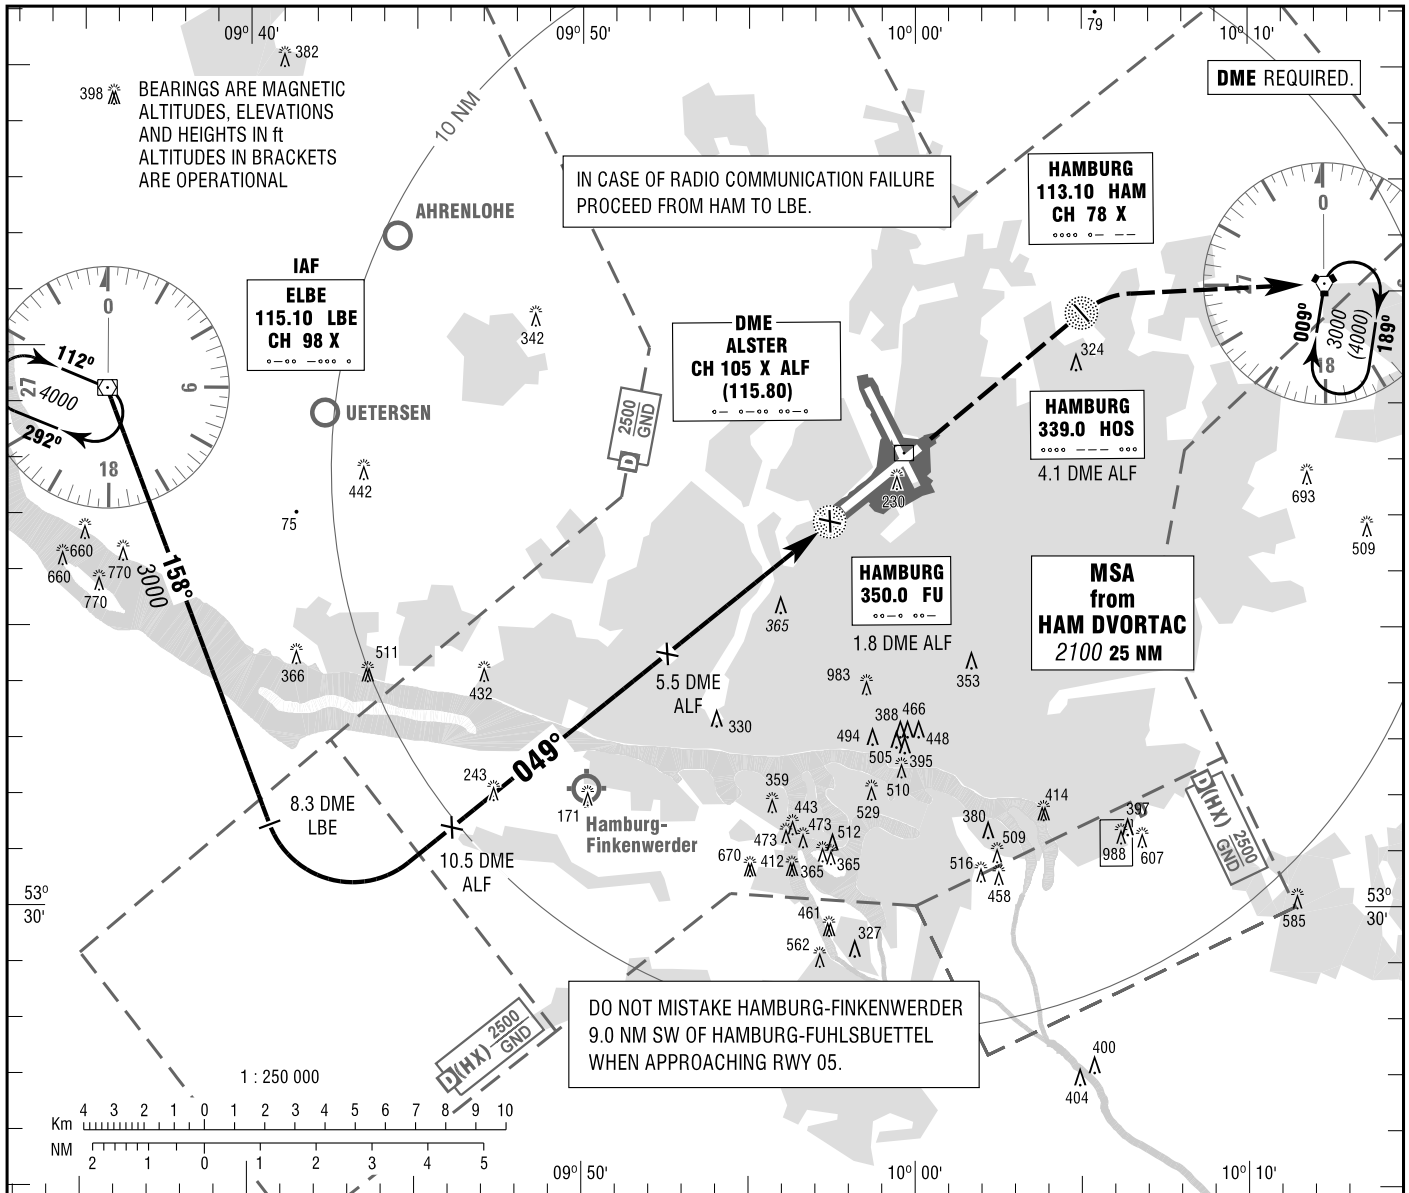 09° 40'
09° 50'
10° 00'
79
10° 10'
382
398
BEARINGS ARE MAGNETIC
ALTITUDES, ELEVATIONS
AND HEIGHTS IN ft
ALTITUDES IN BRACKETS
ARE OPERATIONAL
10 NM
DME REQUIRED.
IN CASE OF RADIO COMMUNICATION FAILURE
PROCEED FROM HAM TO LBE.
HAMBURG
113.10 HAM
CH 78 X
AHRENLOHE
IAF
ELBE
115.10 LBE
CH 98 X
342
DME
ALSTER
CH 105 X ALF
(115.80)
324
0
27
18
009°
3000
(4000)
189°
0
6
18
27
112°
4000
292°
UETERSEN
2500
GND
D
HAMBURG
339.0 HOS
4.1 DME ALF
442
75
230
693
509
660
660
770
770
158°
3000
HAMBURG
350.0 FU
1.8 DME ALF
365
MSA
from
HAM DVORTAC
2100 25 NM
366
511
432
5.5 DME
ALF
330
983
353
388
466
494
448
505
395
510
529
049°
243
171
Hamburg-
Finkenwerder
8.3 DME
LBE
10.5 DME
ALF
359
443
473
473
512
670
412
365
365
380
509
516
458
414
397
988
607
D(HX) 2500
GND
585
53°
30'
53°
30'
461
562
327
DO NOT MISTAKE HAMBURG-FINKENWERDER
9.0 NM SW OF HAMBURG-FUHLSBUETTEL
WHEN APPROACHING RWY 05.
D(HX) 2500
GND
400
404
1 : 250 000
Km
4 3 2 1 0 1 2 3 4 5 6 7 8 9 10
NM
2 1 0 1 2 3 4 5
09° 50'
10° 00'
10° 10'